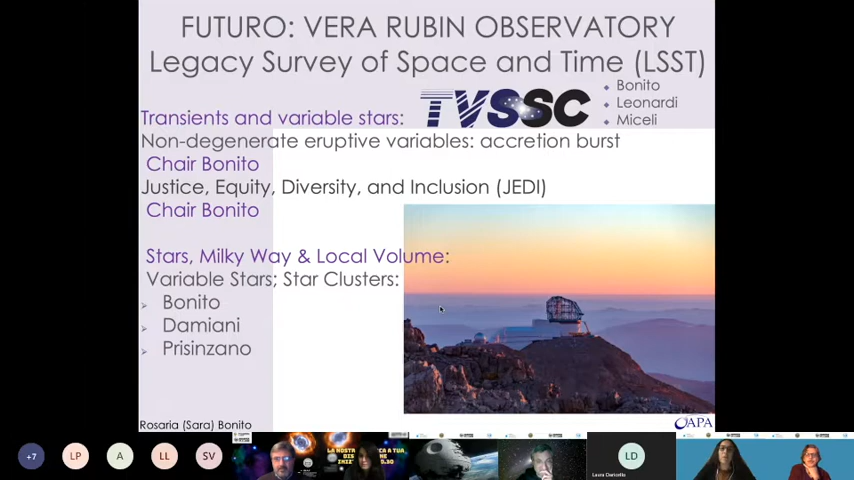 FUTURO: VERA RUBIN OBSERVATORY
Legacy Survey of Space and Time (LSST)
TVSSC
Bonito
Leonardi
Miceli
Transients and variable stars:
Non-degenerate eruptive variables: accretion burst
Chair Bonito
Justice, Equity, Diversity, and Inclusion (JEDI)
Chair Bonito
Stars, Milky Way & Local Volume:
Variable Stars; Star Clusters:
Bonito
Damiani
Prisinzano
Rosaria (Sara) Bonito
OAPA
+7
LP
A
LL
SV
LA NOSTRA
LD